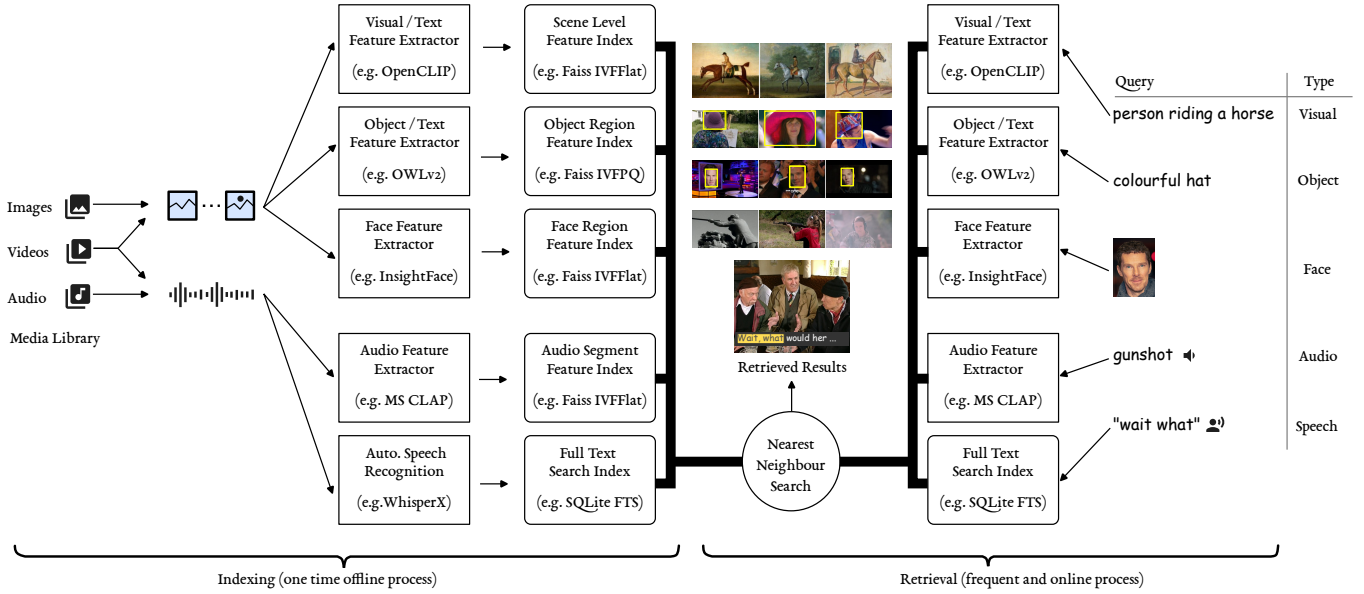 Visual / Text
Feature Extractor
(e.g. OpenCLIP)
Scene Level
Feature Index
(e.g. Faiss IVFFlat)
Object / Text
Feature Extractor
(e.g. OWLv2)
Object Region
Feature Index
(e.g. Faiss IVFPQ)
Face Feature
Extractor
(e.g. InsightFace)
Face Region
Feature Index
(e.g. Faiss IVFFlat)
Images
Videos
Audio
Media Library
Audio Feature
Extractor
(e.g. MS CLAP)
Audio Segment
Feature Index
(e.g. Faiss IVFFlat)
Auto. Speech
Recognition
(e.g.WhisperX)
Full Text
Search Index
(e.g. SQLite FTS)
Wait, what would her ...
Retrieved Results
Nearest
Neighbour
Search
Visual / Text
Feature Extractor
(e.g. OpenCLIP)
Object / Text
Feature Extractor
(e.g. OWLv2)
Face Feature
Extractor
(e.g. InsightFace)
Audio Feature
Extractor
(e.g. MS CLAP)
Full Text
Search Index
(e.g. SQLite FTS)
Query Type
person riding a horse Visual
colourful hat Object
Face
gunshot Audio
"wait what" Speech
Indexing (one time offline process)
Retrieval (frequent and online process)